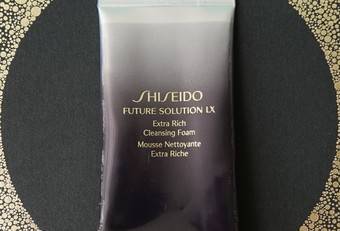 SHISEIDO
FUTURE SOLUTION LX
Extra Rich
Cleansing Foam
Mousse Nettoyante
Extra Riche